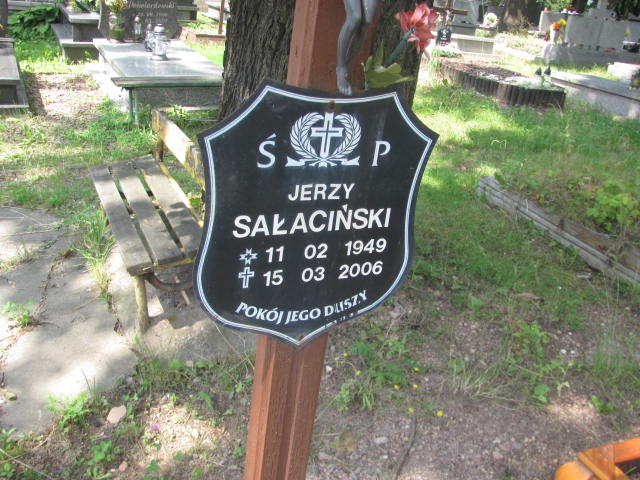 Ś P
JERZY
SAŁACIŃSKI
11 02 1949
15 03 2006
POKÓJ JEGO DUSZY